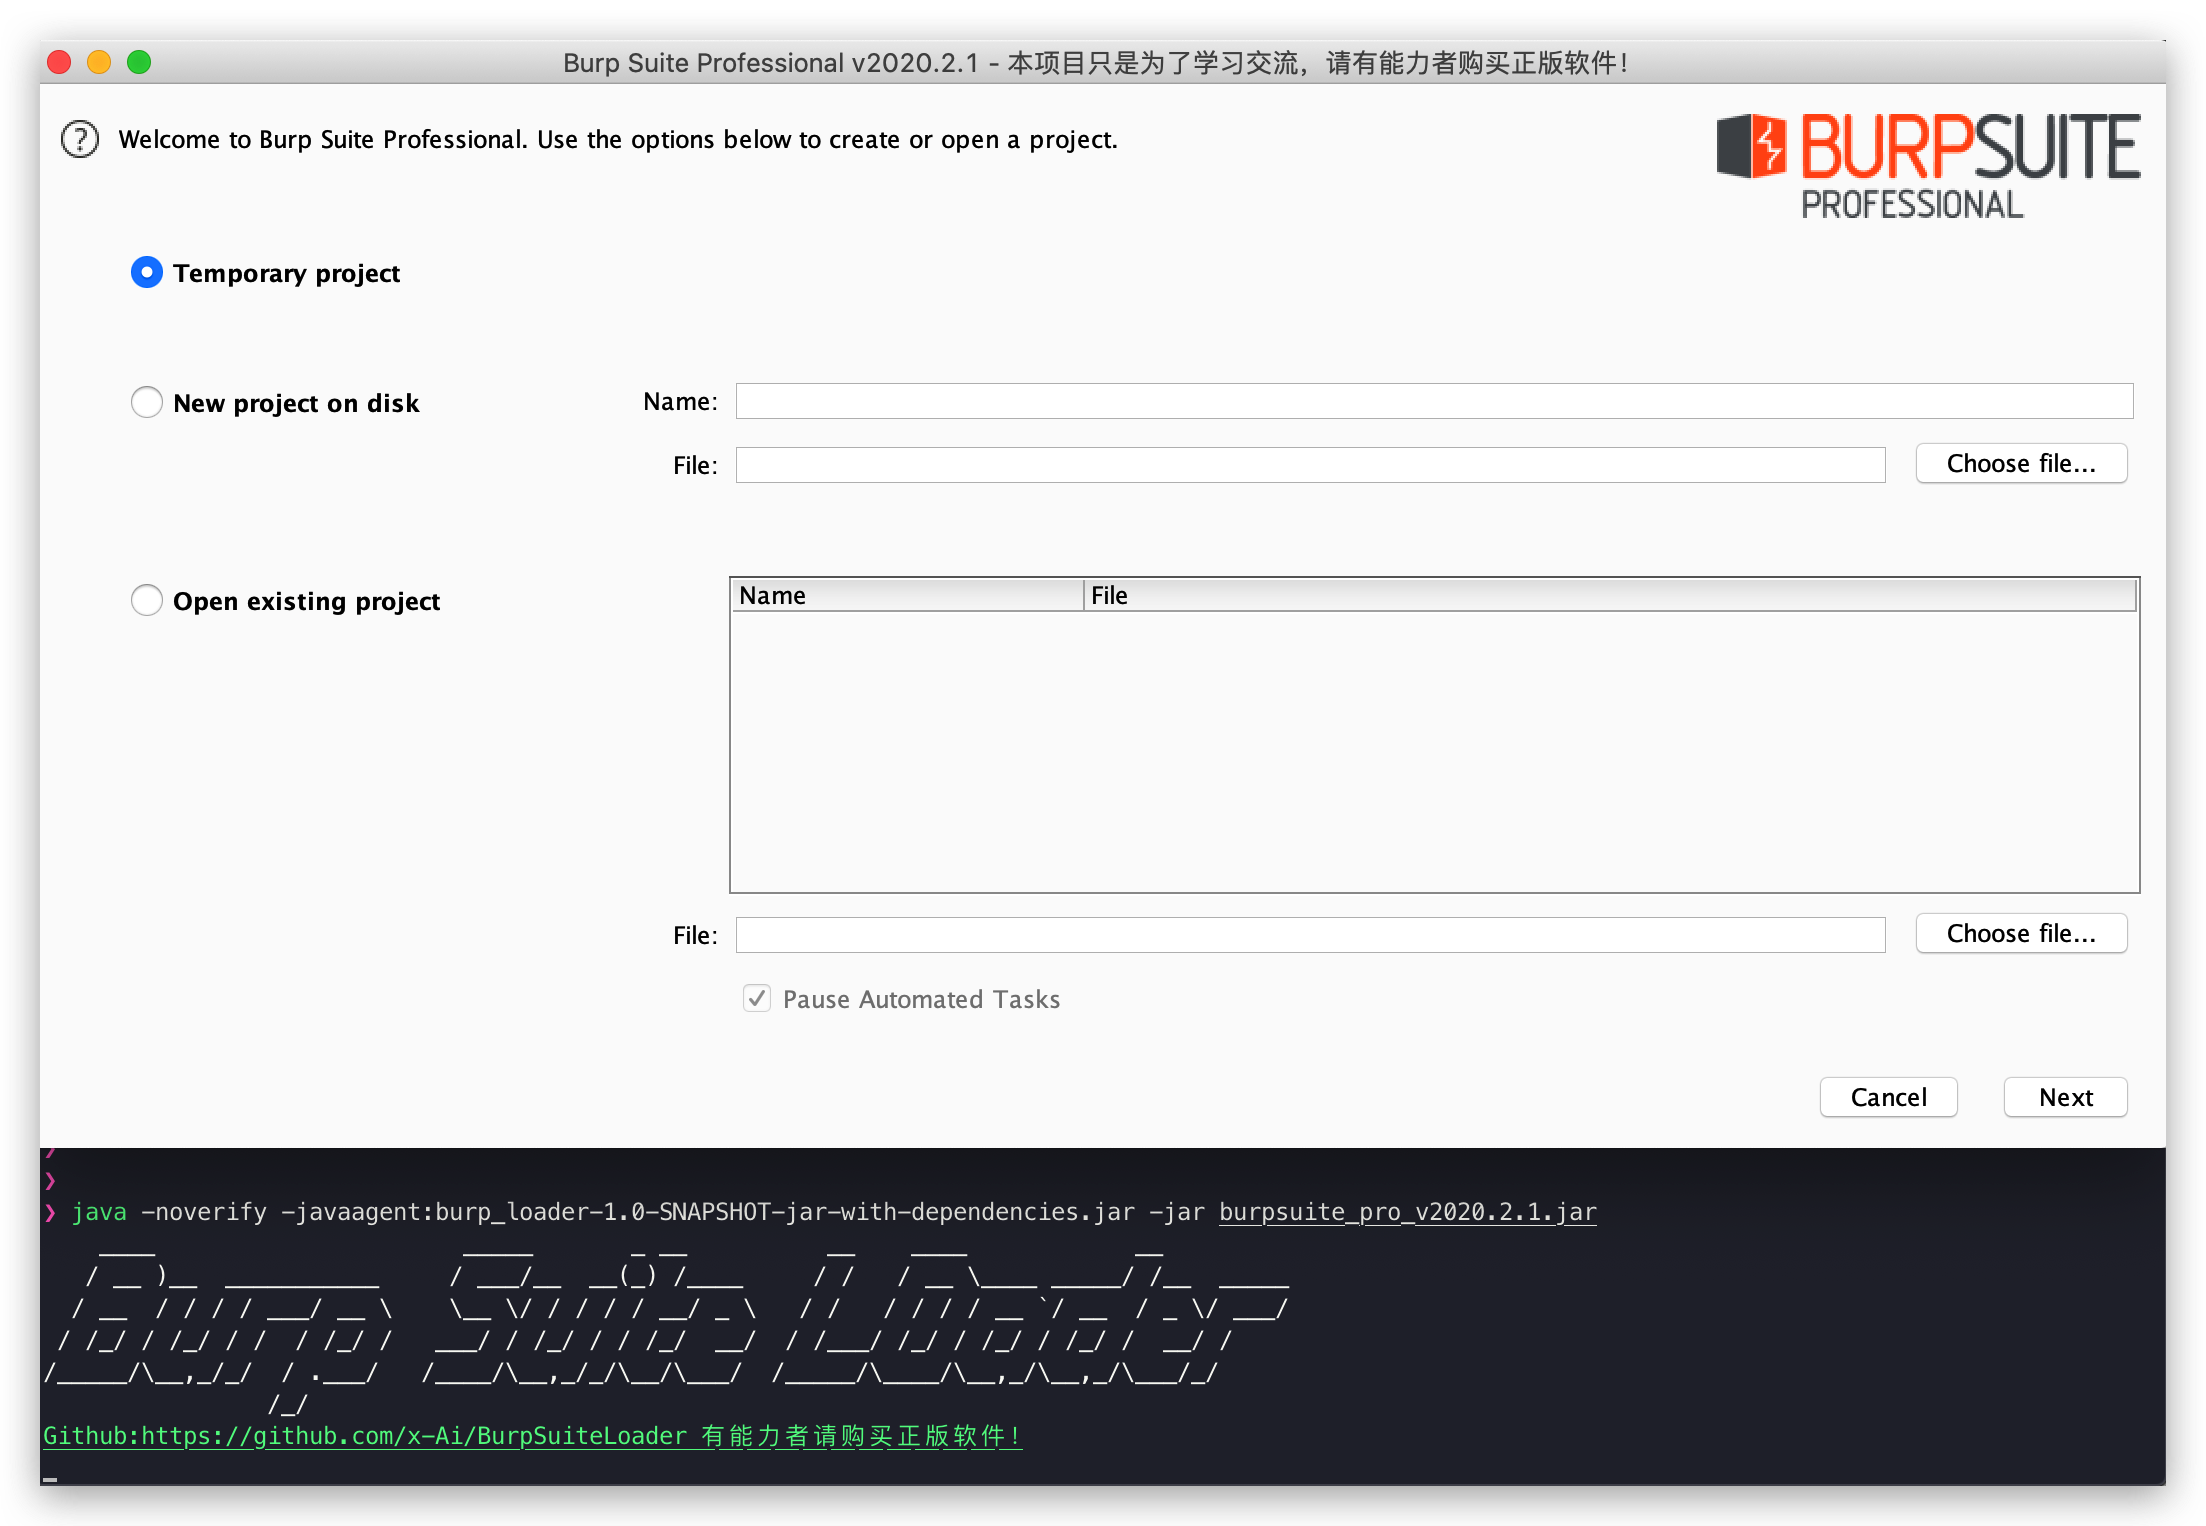 Burp Suite Professional v2020.2.1 - 本项目只是为了学习交流，请有能力者购买正版软件！
Welcome to Burp Suite Professional. Use the options below to create or open a project.
BURPSUITE
PROFESSIONAL
Temporary project
New project on disk
Name:
File:
Choose file...
Open existing project
Name
File
File:
Choose file...
Pause Automated Tasks
Cancel
Next
❯
❯
❯ java -noverify -javaagent:burp_loader-1.0-SNAPSHOT-jar-with-dependencies.jar -jar burpsuite_pro_v2020.2.1.jar
Burp Suite Loader
Github:https://github.com/x-Ai/BurpSuiteLoader 有能力者请购买正版软件！